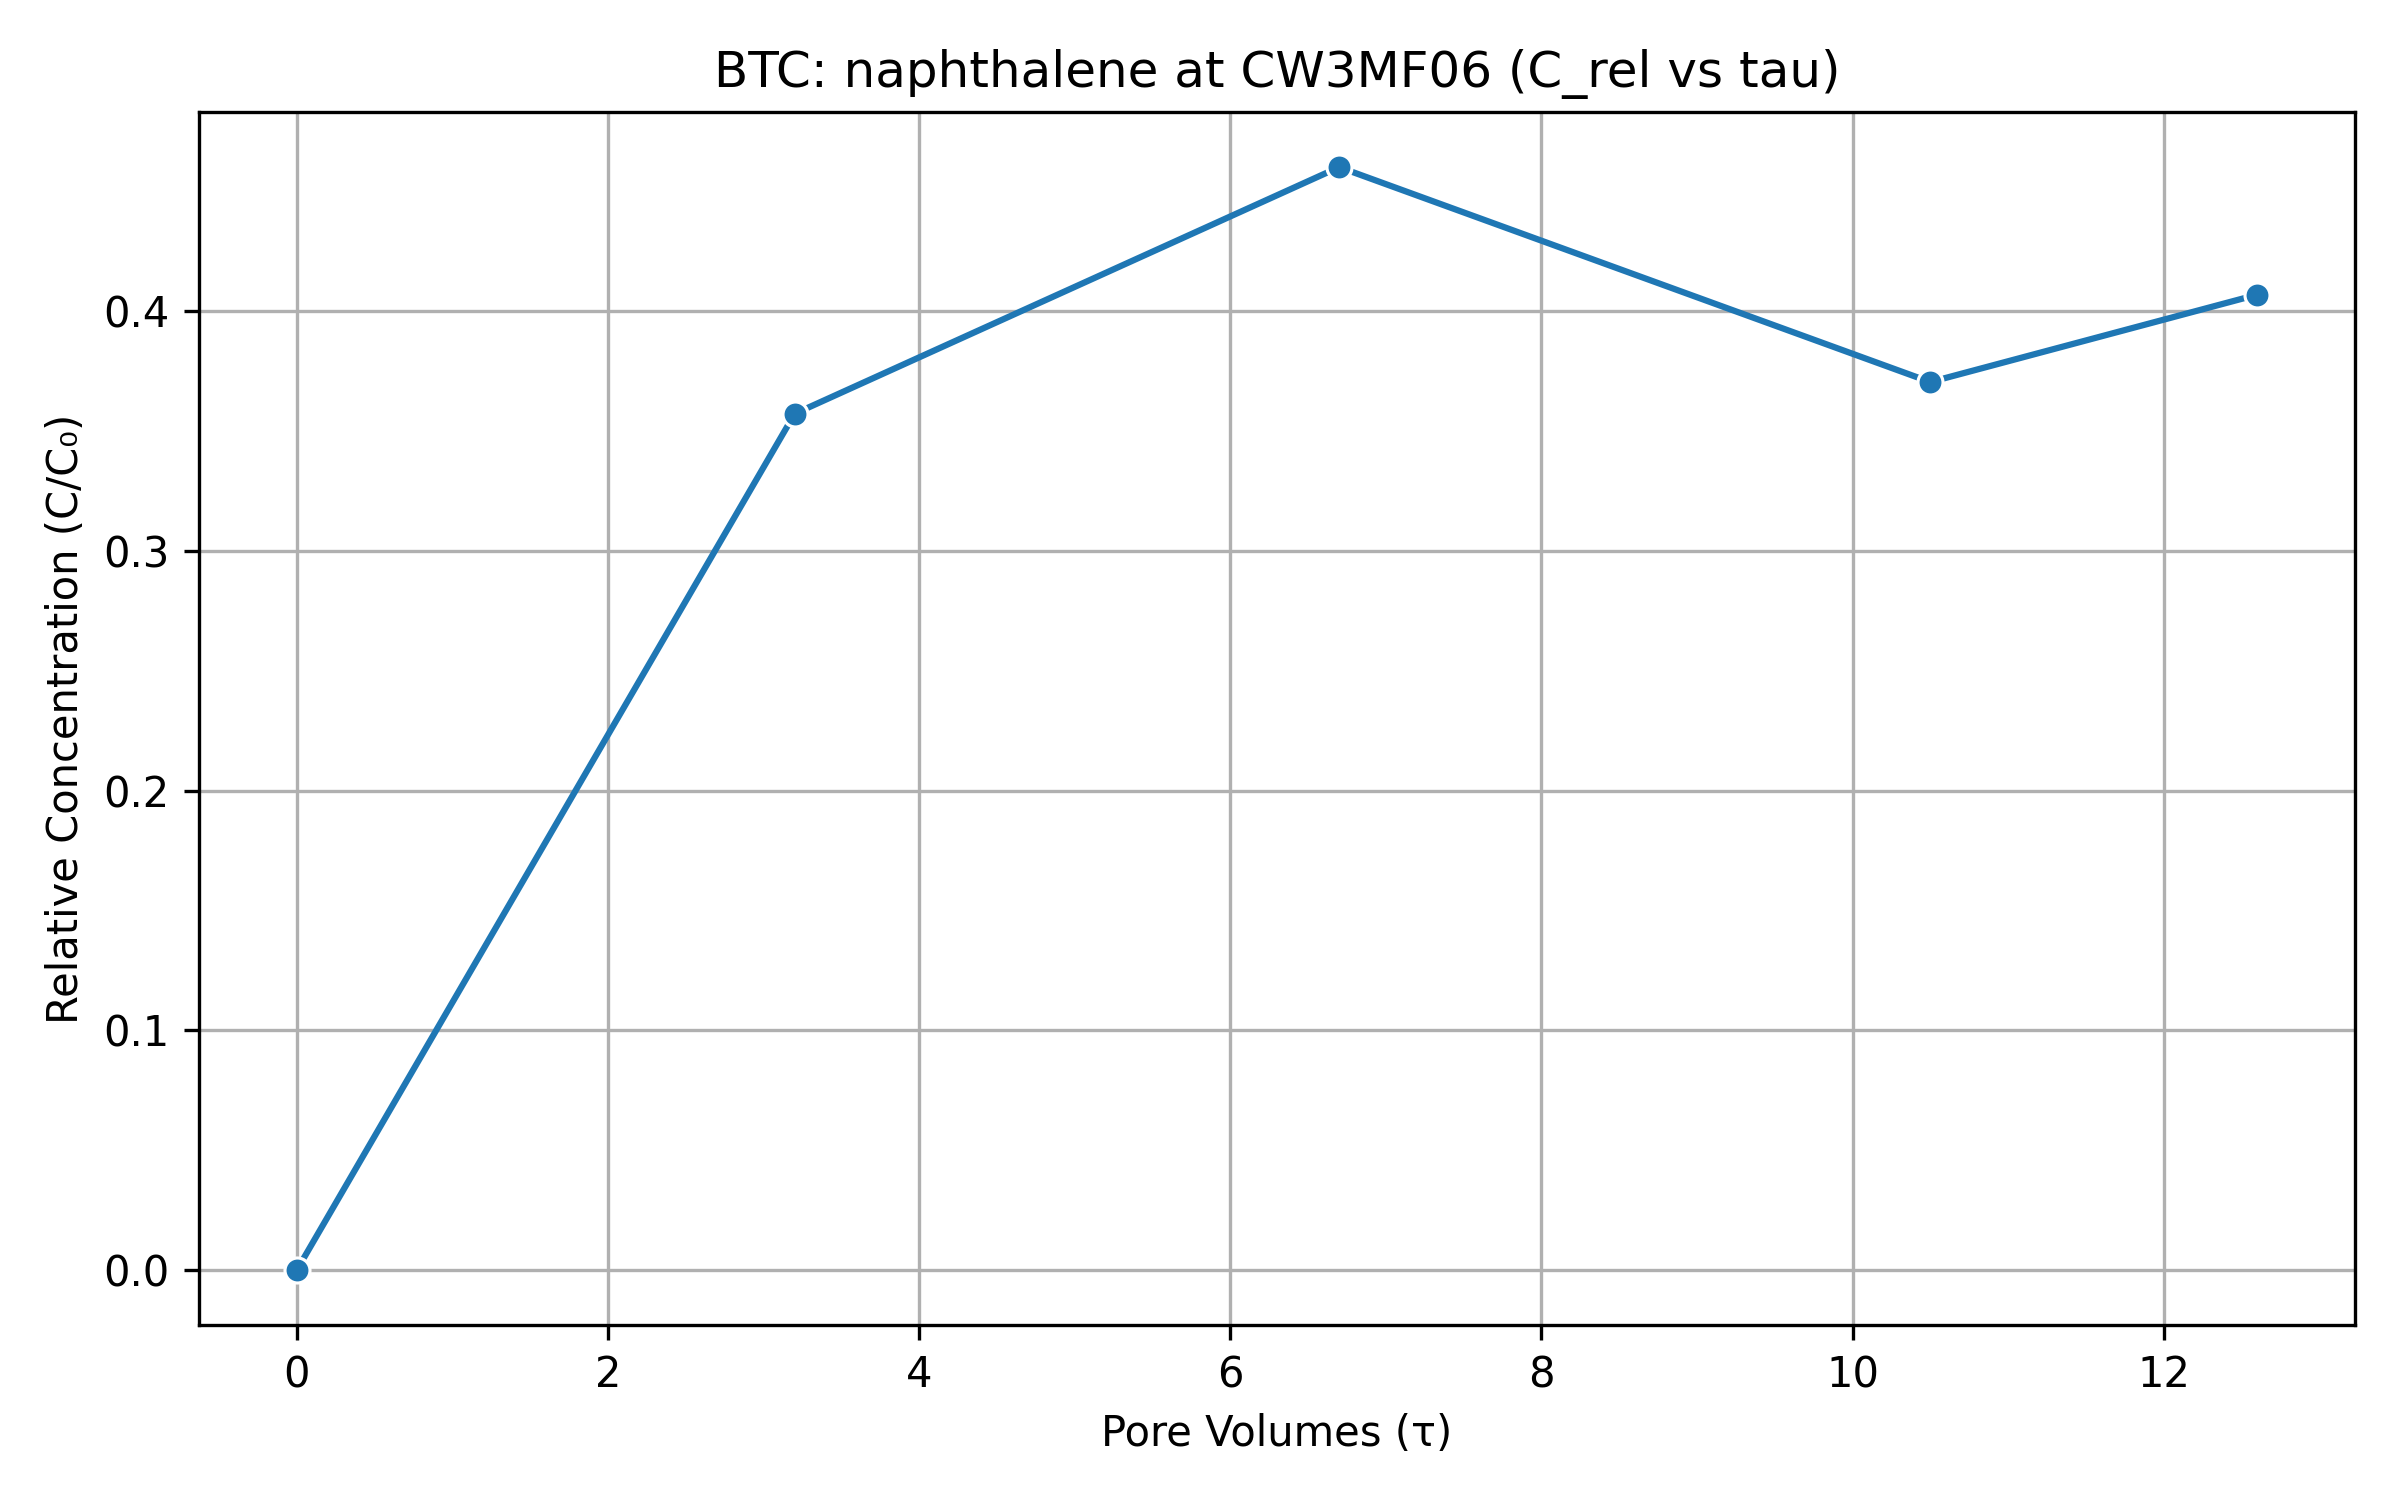 BTC: naphthalene at CW3MF06 (C_rel vs tau)
Relative Concentration (C/C₀)
0.4
0.3
0.2
0.1
0.0
0 2 4 6 8 10 12
Pore Volumes (τ)